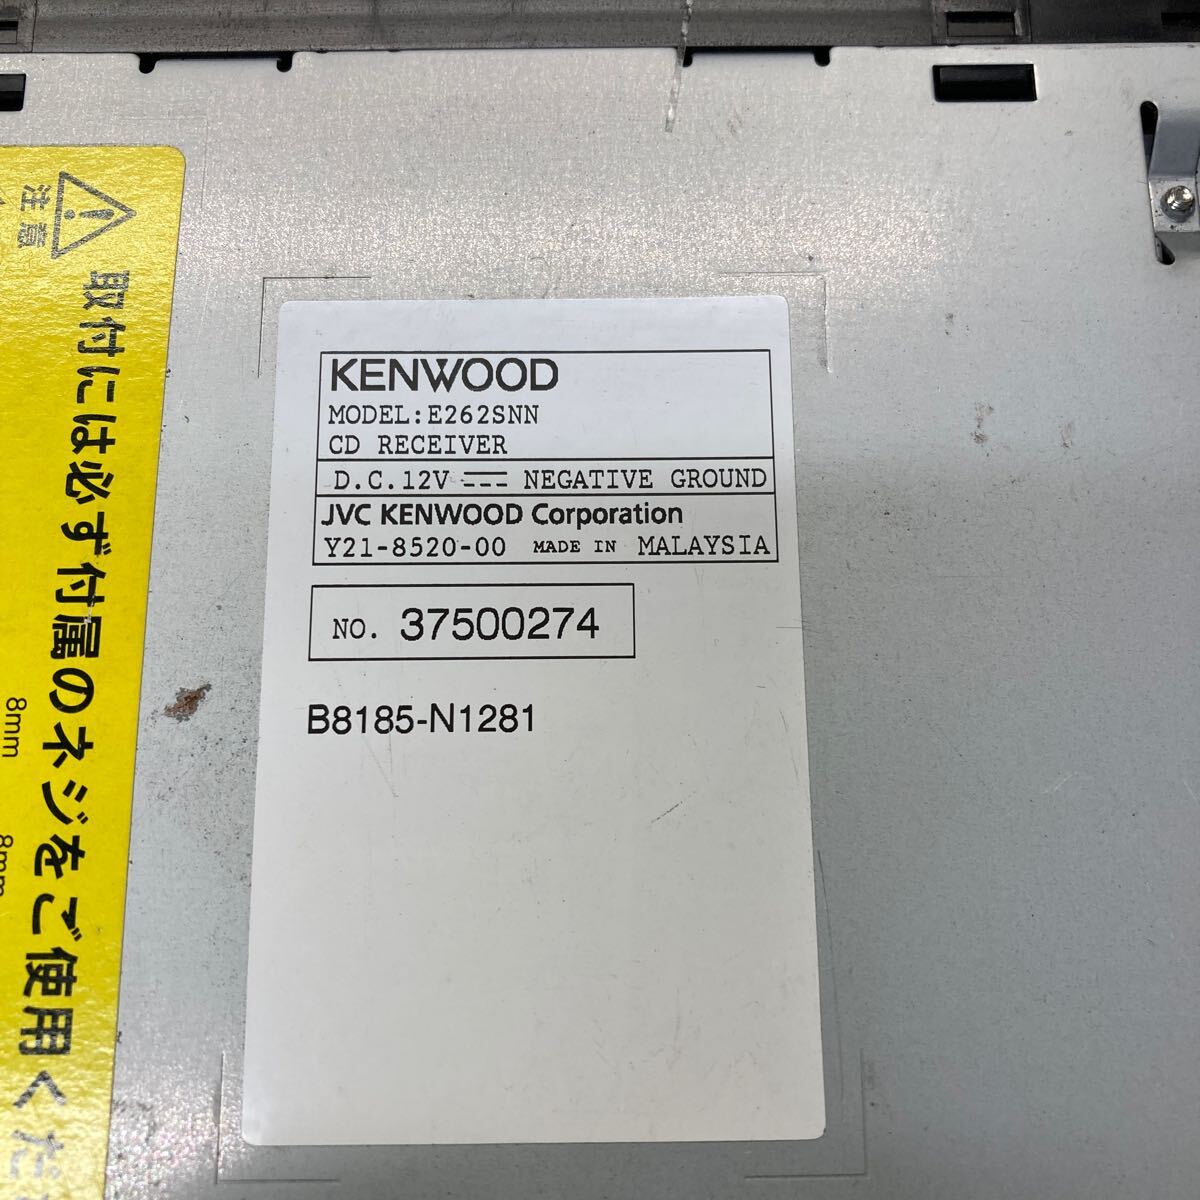 注意
取付には必ず付属のネジをご使用くだ
8mm
8mm
KENWOOD
MODEL:E262SNN
CD RECEIVER
D.C.12V NEGATIVE GROUND
JVC KENWOOD Corporation
Y21-8520-00 MADE IN MALAYSIA
NO. 37500274
B8185-N1281